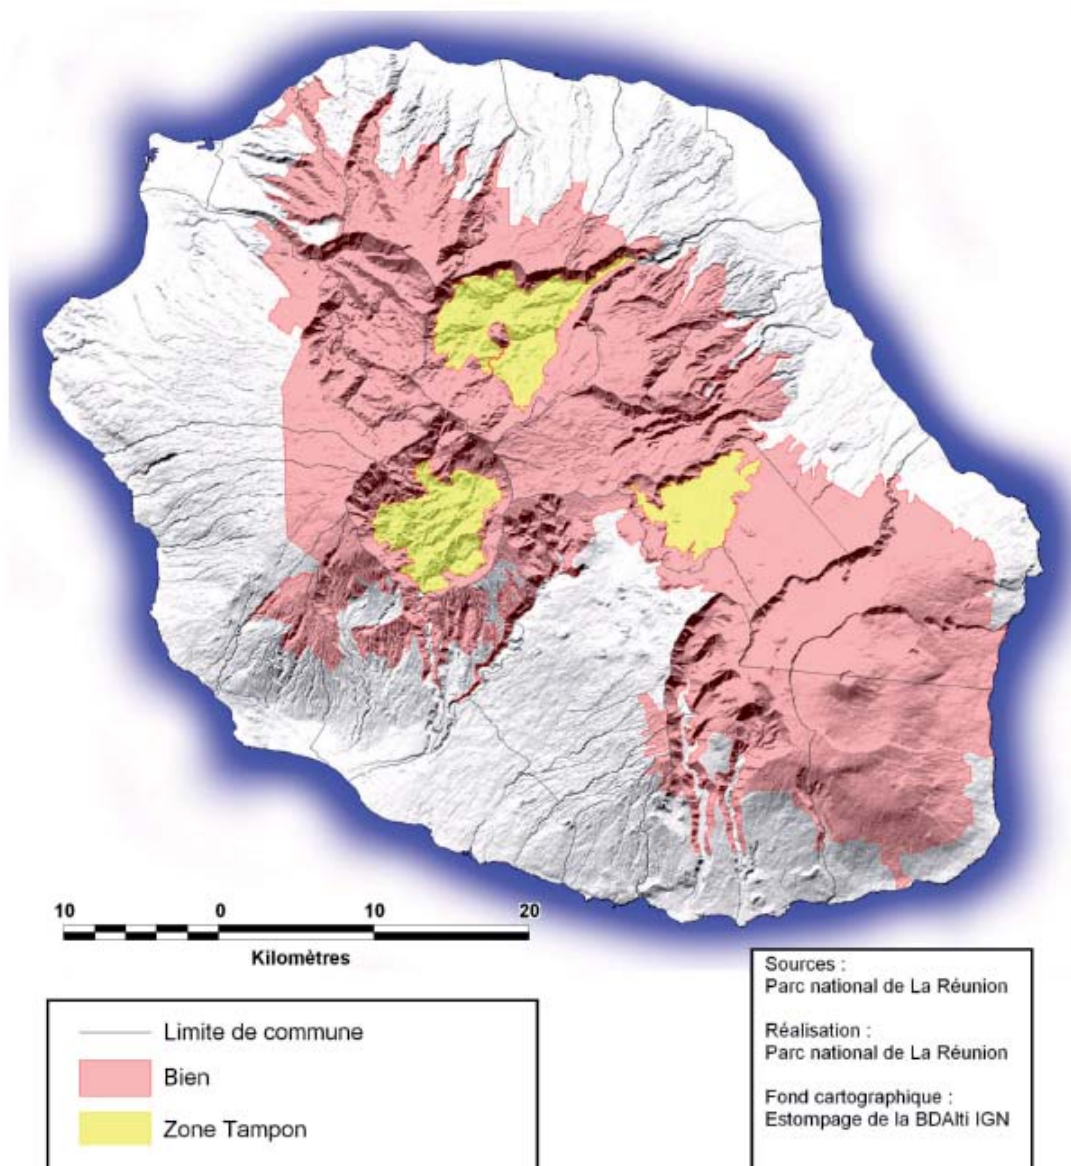 10 0 10 20
Kilomètres
Limite de commune
Bien
Zone Tampon
Sources :
Parc national de La Réunion
Réalisation :
Parc national de La Réunion
Fond cartographique :
Estompage de la BDAlti IGN